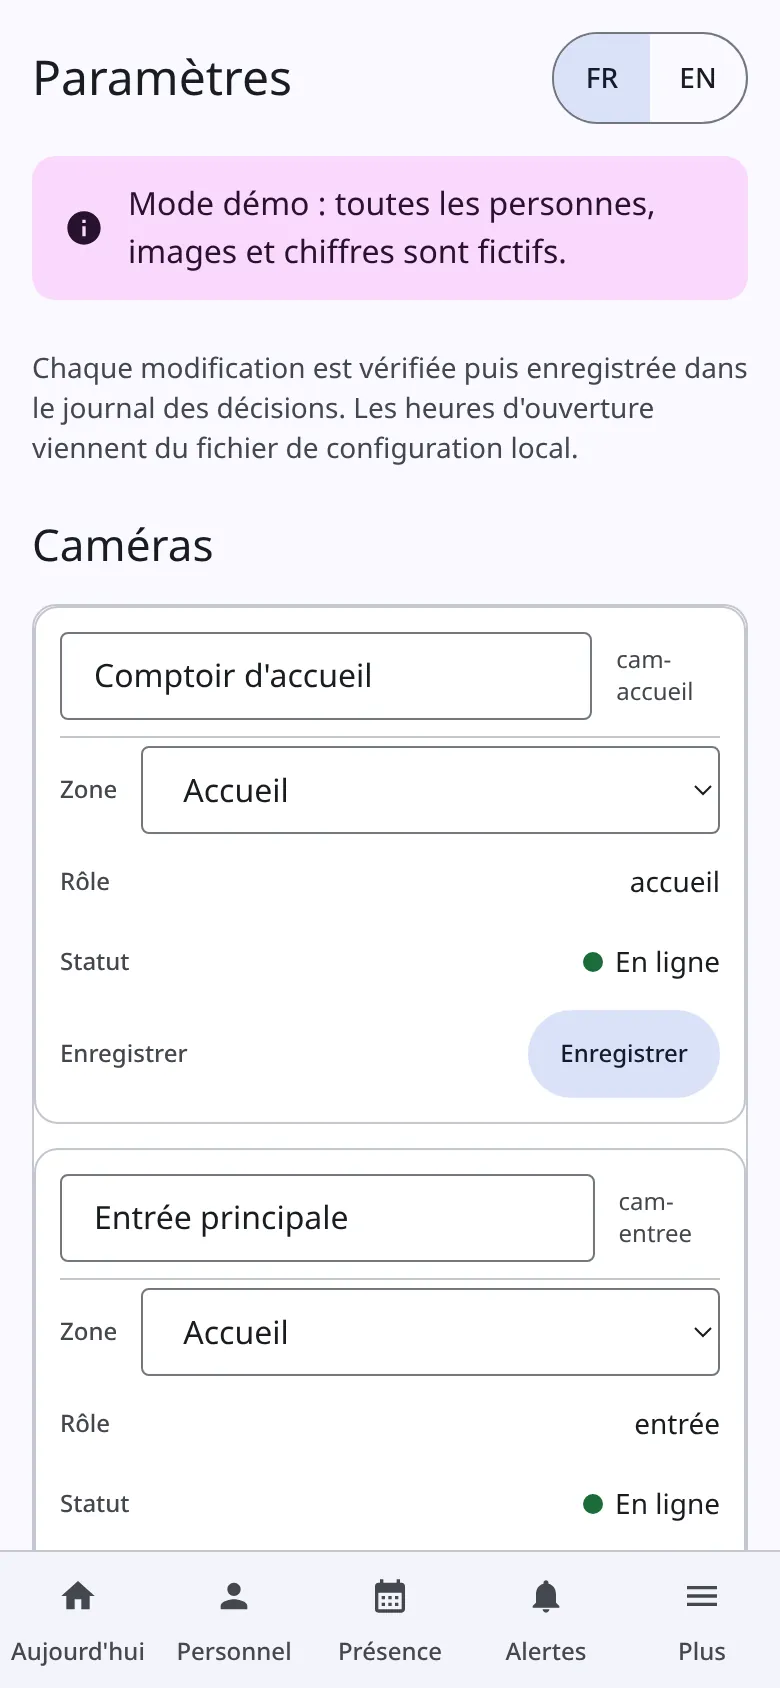 Paramètres
FR EN
Mode démo : toutes les personnes,
images et chiffres sont fictifs.
Chaque modification est vérifiée puis enregistrée dans
le journal des décisions. Les heures d'ouverture
viennent du fichier de configuration local.
Caméras
Comptoir d'accueil
cam-
accueil
Zone Accueil
Rôle accueil
Statut En ligne
Enregistrer Enregistrer
Entrée principale
cam-
entree
Zone Accueil
Rôle entrée
Statut En ligne
Aujourd'hui Personnel Présence Alertes Plus